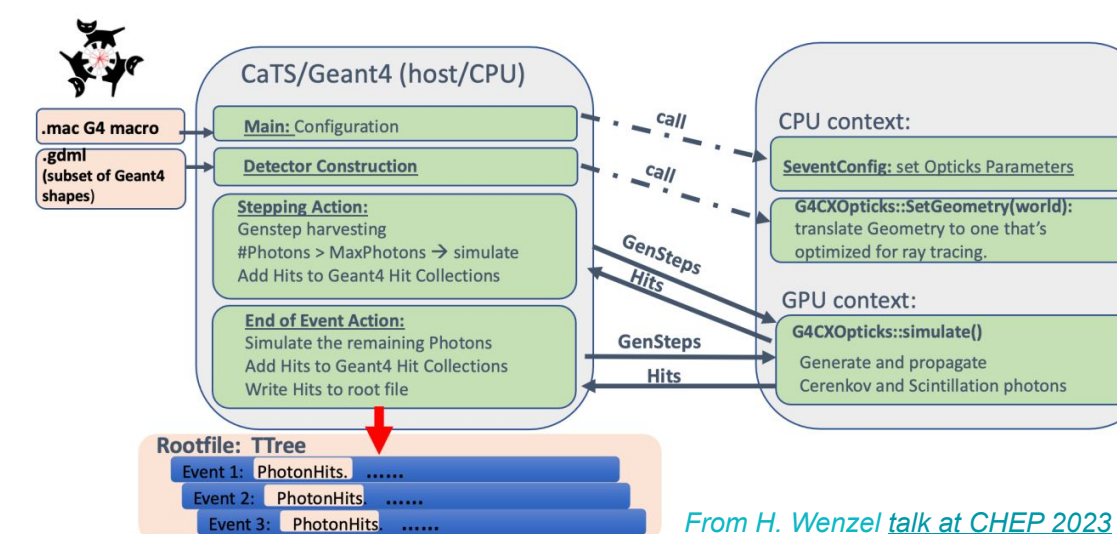 CaTS/Geant4 (host/CPU)
.mac G4 macro
.gdml
(subset of Geant4
shapes)
Main: Configuration
Detector Construction
Stepping Action:
Genstep harvesting
#Photons > MaxPhotons → simulate
Add Hits to Geant4 Hit Collections
End of Event Action:
Simulate the remaining Photons
Add Hits to Geant4 Hit Collections
Write Hits to root file
call
call
GenSteps
Hits
GenSteps
Hits
CPU context:
SeventConfig: set Opticks Parameters
G4CXOpticks::SetGeometry(world):
translate Geometry to one that's
optimized for ray tracing.
GPU context:
G4CXOpticks::simulate()
Generate and propagate
Cerenkov and Scintillation photons
Rootfile: TTree
Event 1: PhotonHits. ......
Event 2: PhotonHits. ......
Event 3: PhotonHits. ......
From H. Wenzel talk at CHEP 2023